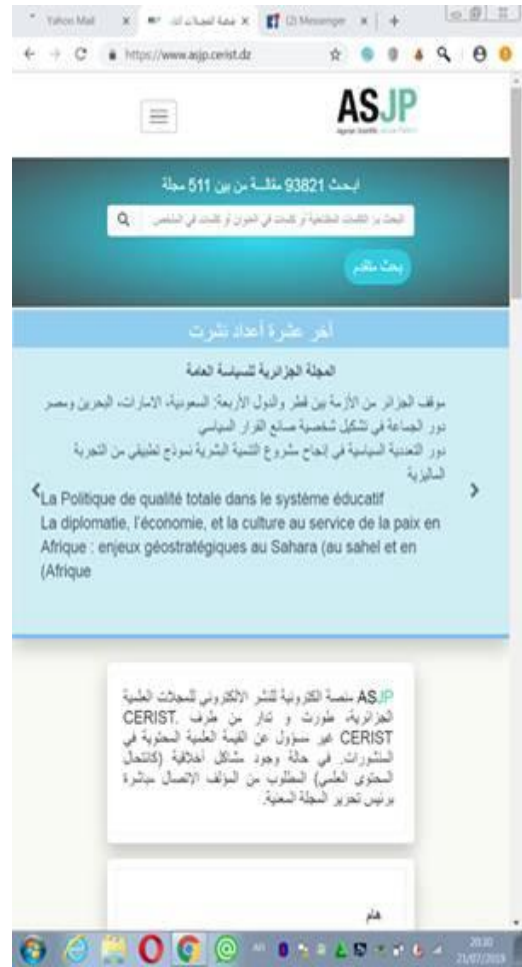 Yahoo Mail
(2) Messenger
https://www.asjp.cerist.dz
ASJP
ابحث 93821 مقالة من بين 511 مجلة
بحث متقدم
آخر عشرة أعداد نشرت
المجلة الجزائرية للسياسة العامة
موقف الجزائر من الأزمة بين قطر والدول الأربعة: السعودية، الامارات، البحرين ومصر
دور الجماعة في تشكيل شخصية صانع القرار السياسي
دور التعددية السياسية في إنجاح مشروع التنمية البشرية نموذج تطبيقي من التجربة
الماليزية
La Politique de qualité totale dans le système éducatif
La diplomatie, l'économie, et la culture au service de la paix en
Afrique : enjeux géostratégiques au Sahara (au sahel et en
(Afrique
ASJP منصة الكترونية للنشر الالكتروني للمجلات العلمية
الجزائرية، طورت و تدار من طرف CERIST.
CERIST غير مسؤول عن القيمة العلمية المحتوية في
المنشورات. في حالة وجود مشاكل أخلاقية (كانتحال
المحتوى العلمي) المطلوب من المؤلف الاتصال مباشرة
برئيس تحرير المجلة المعنية.
هام
20:30
21/07/2019